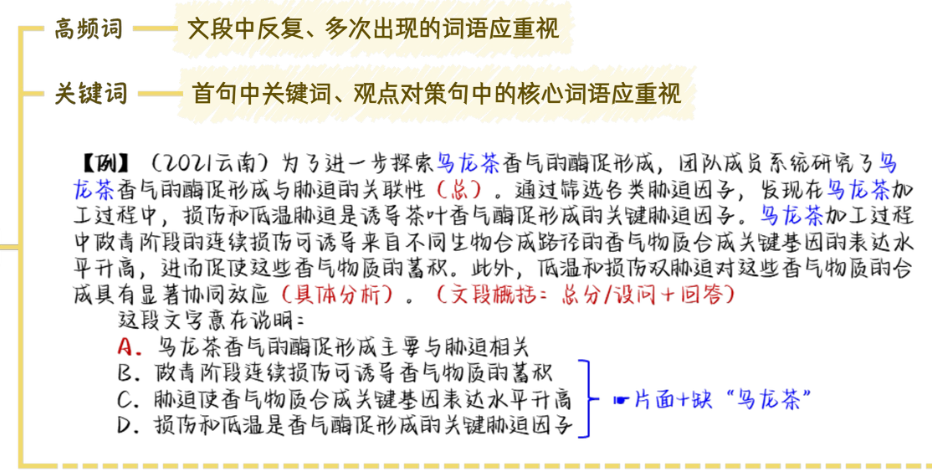 高频词 文段中反复、多次出现的词语应重视
关键词 首句中关键词、观点对策句中的核心词语应重视
【例】（2021云南）为了进一步探索乌龙茶香气的酶促形成，团队成员系统研究了乌
龙茶香气的酶促形成与胁迫的关联性（总）。通过筛选各类胁迫因子，发现在乌龙茶加
工过程中，损伤和低温胁迫是诱导茶叶香气酶促形成的关键胁迫因子。乌龙茶加工过程
中做青阶段的连续损伤可诱导来自不同生物合成路径的香气物质合成关键基因的表达水
平升高，进而促使这些香气物质的蓄积。此外，低温和损伤双胁迫对这些香气物质的合
成具有显著协同效应（具体分析）。（文段概括：总分/设问+回答）
这段文字意在说明：
A. 乌龙茶香气的酶促形成主要与胁迫相关
B. 做青阶段连续损伤可诱导香气物质的蓄积
C. 胁迫使香气物质合成关键基因表达水平升高
☛片面+缺“乌龙茶”
D. 损伤和低温是香气酶促形成的关键胁迫因子